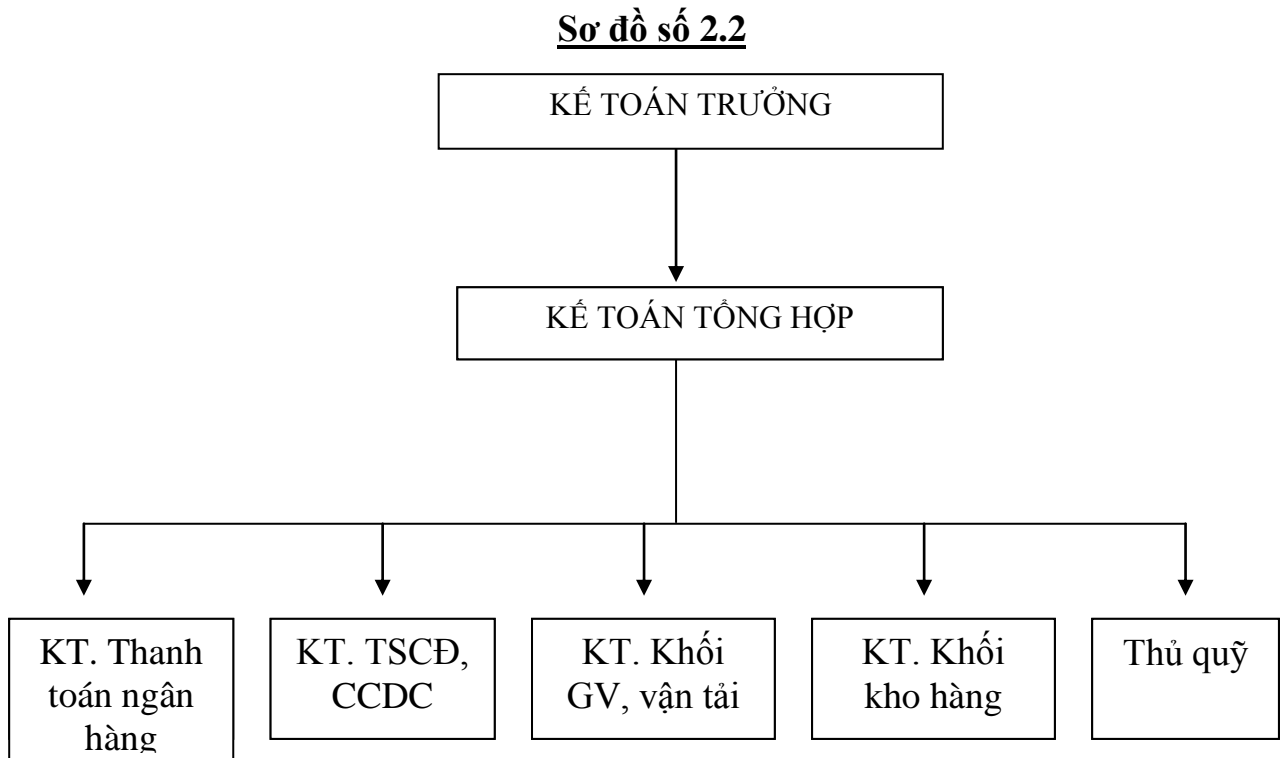 Sơ đồ số 2.2
KẾ TOÁN TRƯỞNG
KẾ TOÁN TỔNG HỢP
KT. Thanh
toán ngân
hàng
KT. TSCĐ,
CCDC
KT. Khối
GV, vận tải
KT. Khối
kho hàng
Thủ quỹ